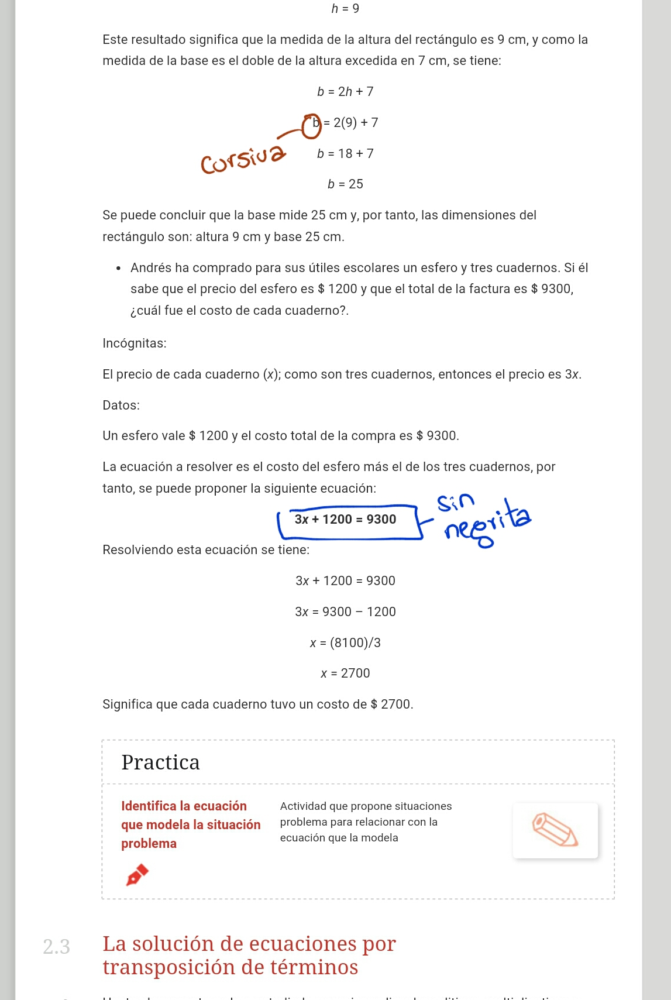 h = 9
Este resultado significa que la medida de la altura del rectángulo es 9 cm, y como la
medida de la base es el doble de la altura excedida en 7 cm, se tiene:
b = 2h + 7
b = 2(9) + 7
Cursiva
b = 18 + 7
b = 25
Se puede concluir que la base mide 25 cm y, por tanto, las dimensiones del
rectángulo son: altura 9 cm y base 25 cm.
• Andrés ha comprado para sus útiles escolares un esfero y tres cuadernos. Si él
sabe que el precio del esfero es $ 1200 y que el total de la factura es $ 9300,
¿cuál fue el costo de cada cuaderno?.
Incógnitas:
El precio de cada cuaderno (x); como son tres cuadernos, entonces el precio es 3x.
Datos:
Un esfero vale $ 1200 y el costo total de la compra es $ 9300.
La ecuación a resolver es el costo del esfero más el de los tres cuadernos, por
tanto, se puede proponer la siguiente ecuación:
3x + 1200 = 9300
sin
negrita
Resolviendo esta ecuación se tiene:
3x + 1200 = 9300
3x = 9300 – 1200
x = (8100)/3
x = 2700
Significa que cada cuaderno tuvo un costo de $ 2700.
Practica
Identifica la ecuación
que modela la situación
problema
Actividad que propone situaciones
problema para relacionar con la
ecuación que la modela
2.3
La solución de ecuaciones por
transposición de términos